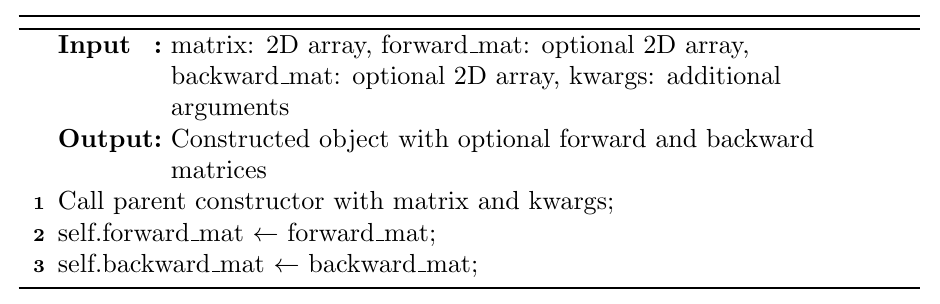 Input : matrix: 2D array, forward_mat: optional 2D array,
backward_mat: optional 2D array, kwargs: additional
arguments
Output: Constructed object with optional forward and backward
matrices
1 Call parent constructor with matrix and kwargs;
2 self.forward_mat ← forward_mat;
3 self.backward_mat ← backward_mat;